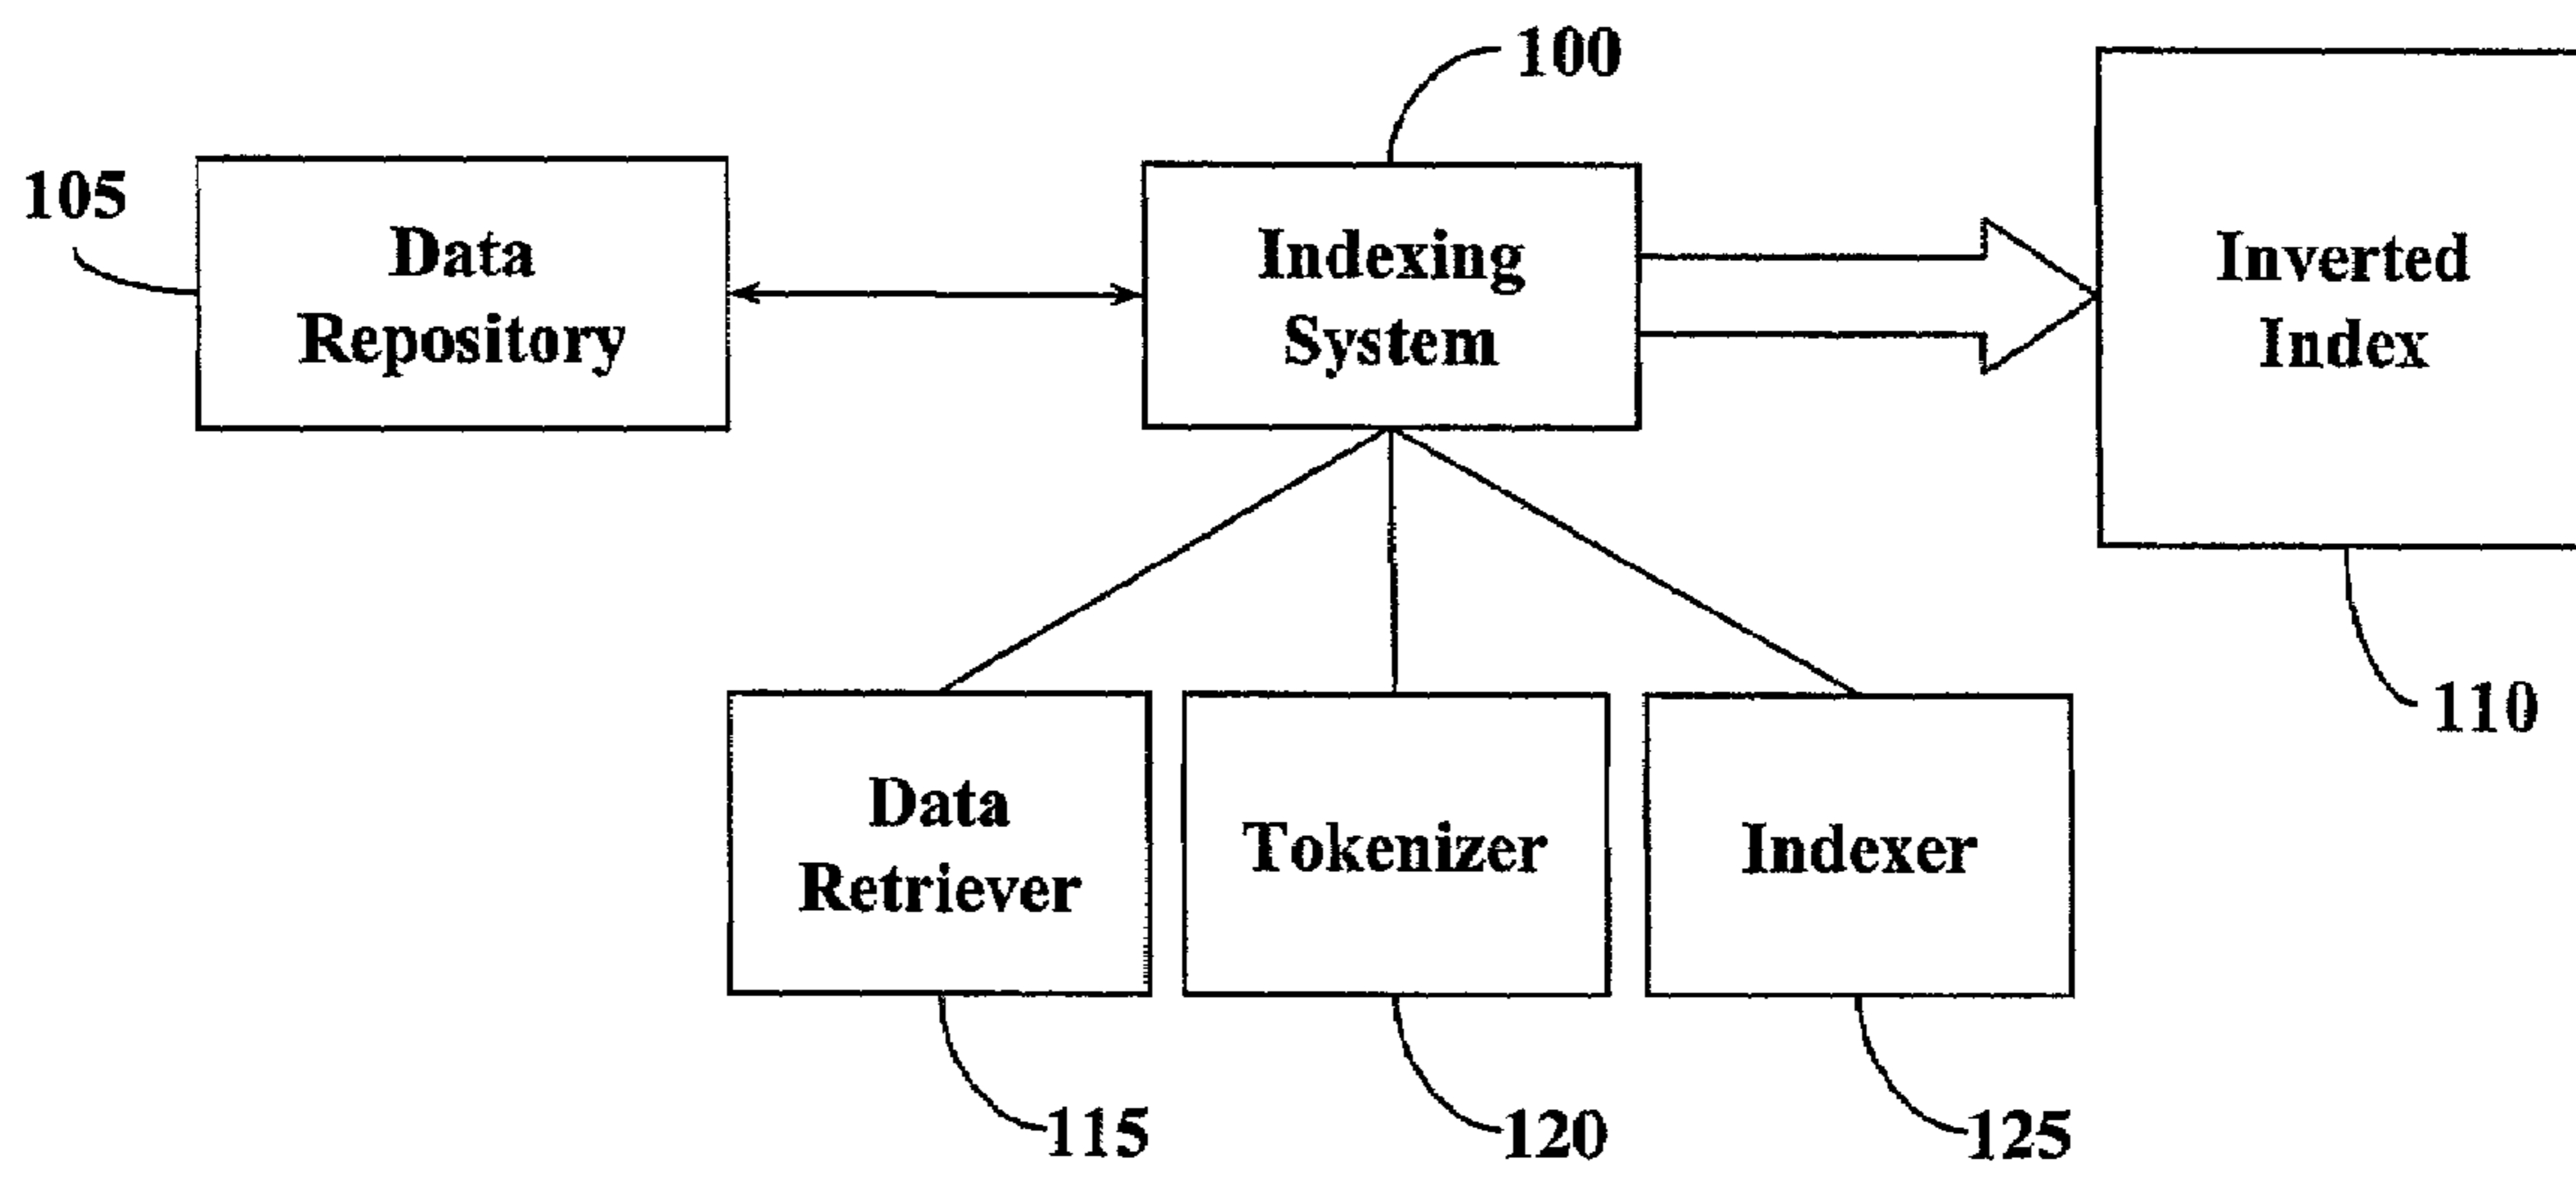 100
105
Data
Repository
Indexing
System
Inverted
Index
110
Data
Retriever
Tokenizer
Indexer
115
120
125